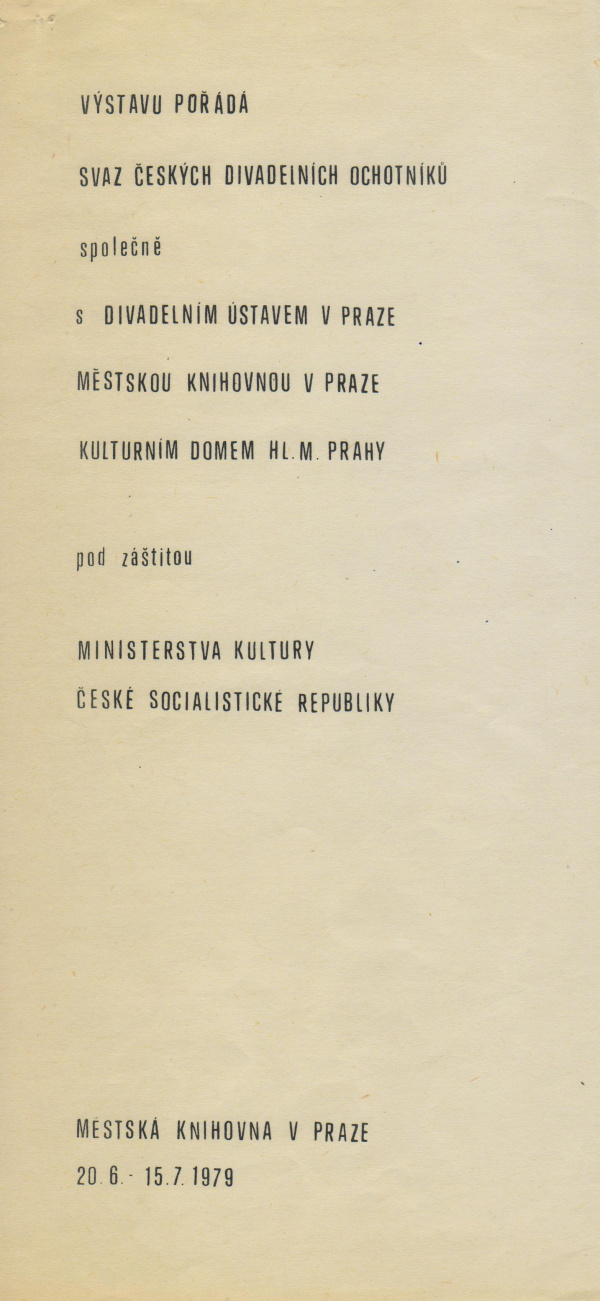 VÝSTAVU POŘÁDÁ
SVAZ ČESKÝCH DIVADELNÍCH OCHOTNÍKŮ
společně
s DIVADELNÍM ÚSTAVEM V PRAZE
MĚSTSKOU KNIHOVNOU V PRAZE
KULTURNÍM DOMEM HL. M. PRAHY
pod záštitou
MINISTERSTVA KULTURY
ČESKÉ SOCIALISTICKÉ REPUBLIKY
MĚSTSKÁ KNIHOVNA V PRAZE
20. 6. - 15. 7. 1979